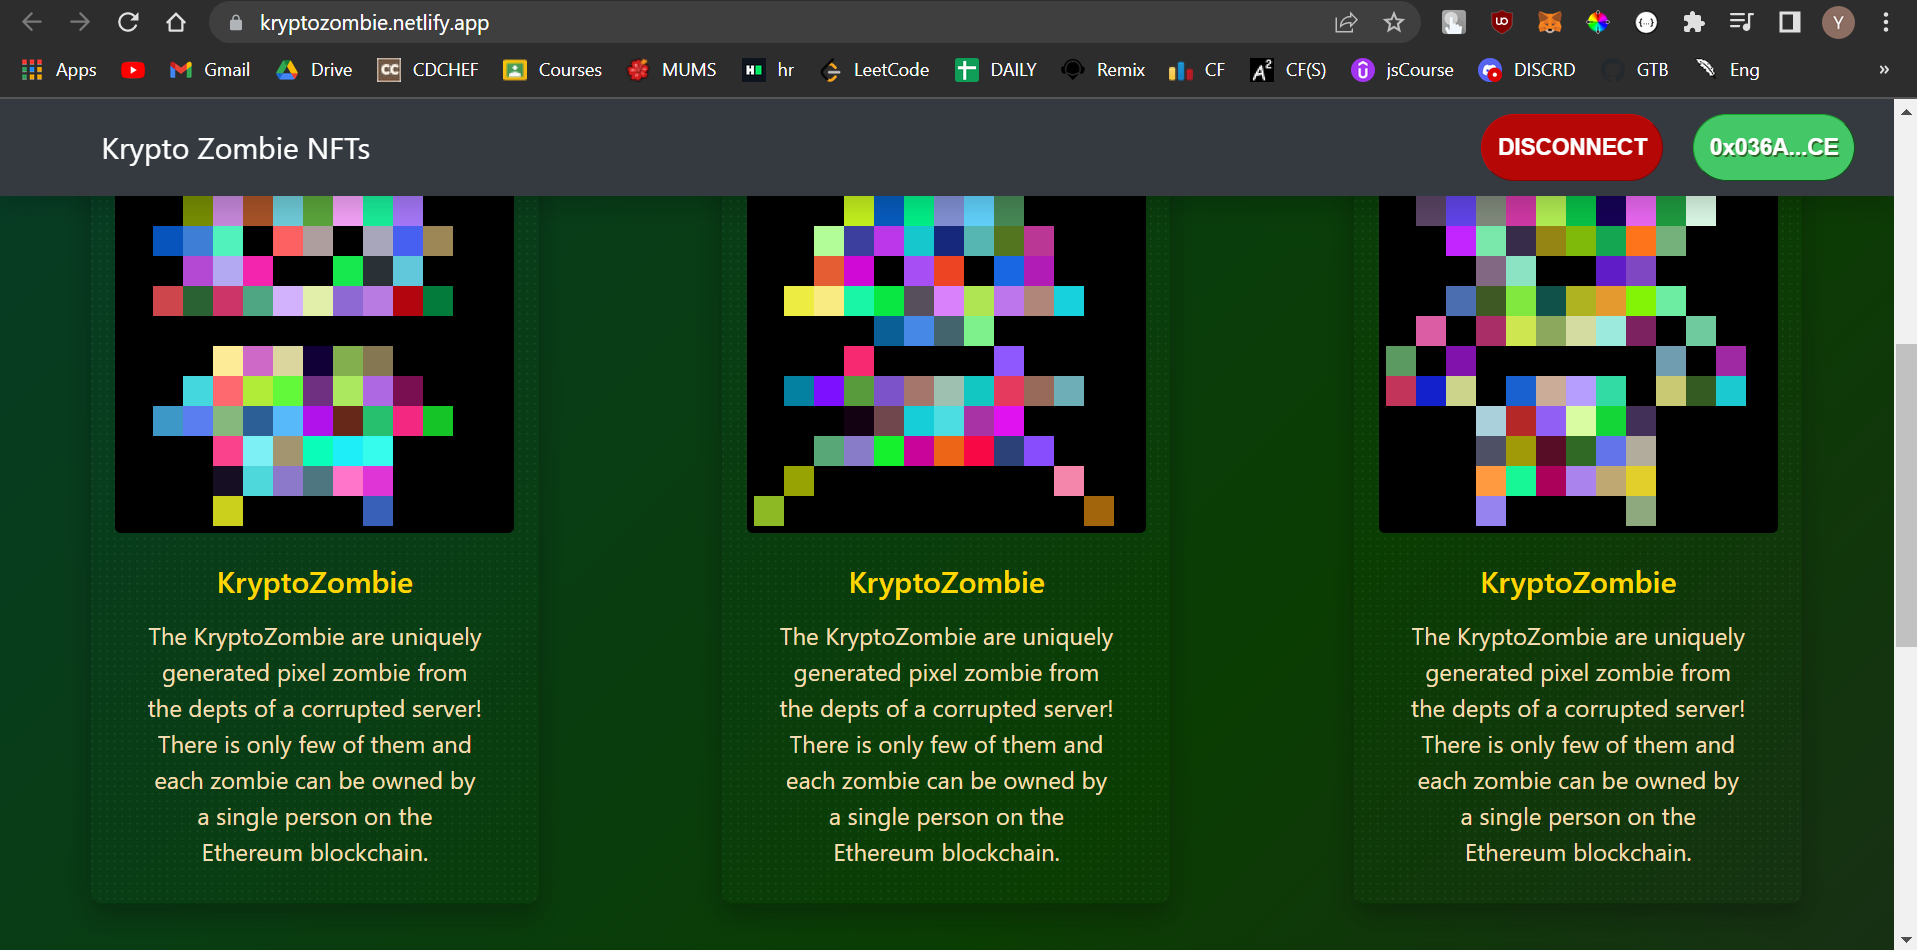 kryptozombie.netlify.app
Y
Apps Gmail Drive CC CDCHEF Courses MUMS H hr LeetCode DAILY Remix CF A² CF(S) jsCourse DISCRD GTB Eng »
Krypto Zombie NFTs
DISCONNECT
0x036A...CE
KryptoZombie
The KryptoZombie are uniquely
generated pixel zombie from
the depts of a corrupted server!
There is only few of them and
each zombie can be owned by
a single person on the
Ethereum blockchain.
KryptoZombie
The KryptoZombie are uniquely
generated pixel zombie from
the depts of a corrupted server!
There is only few of them and
each zombie can be owned by
a single person on the
Ethereum blockchain.
KryptoZombie
The KryptoZombie are uniquely
generated pixel zombie from
the depts of a corrupted server!
There is only few of them and
each zombie can be owned by
a single person on the
Ethereum blockchain.